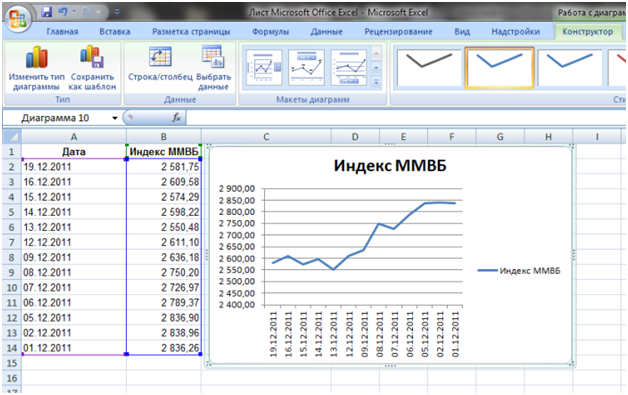 Лист Microsoft Office Excel - Microsoft Excel
Работа с диаграм
Главная Вставка Разметка страницы Формулы Данные Рецензирование Вид Надстройки Конструктор
Изменить тип диаграммы
Сохранить как шаблон
Строка/столбец
Выбрать данные
Тип Данные Макеты диаграмм Сти
Диаграмма 10 fx
A B C D E F G H I
1 Дата Индекс ММВБ
2 19.12.2011 2 581,75
3 16.12.2011 2 609,58
4 15.12.2011 2 574,29
5 14.12.2011 2 598,22
6 13.12.2011 2 550,48
7 12.12.2011 2 611,10
8 09.12.2011 2 636,18
9 08.12.2011 2 750,20
10 07.12.2011 2 726,97
11 06.12.2011 2 789,37
12 05.12.2011 2 836,90
13 02.12.2011 2 838,96
14 01.12.2011 2 836,26
15
16
17
Индекс ММВБ
2 900,00
2 850,00
2 800,00
2 750,00
2 700,00
2 650,00
2 600,00
2 550,00
2 500,00
2 450,00
2 400,00
19.12.2011
16.12.2011
15.12.2011
14.12.2011
13.12.2011
12.12.2011
09.12.2011
08.12.2011
07.12.2011
06.12.2011
05.12.2011
02.12.2011
01.12.2011
Индекс ММВБ